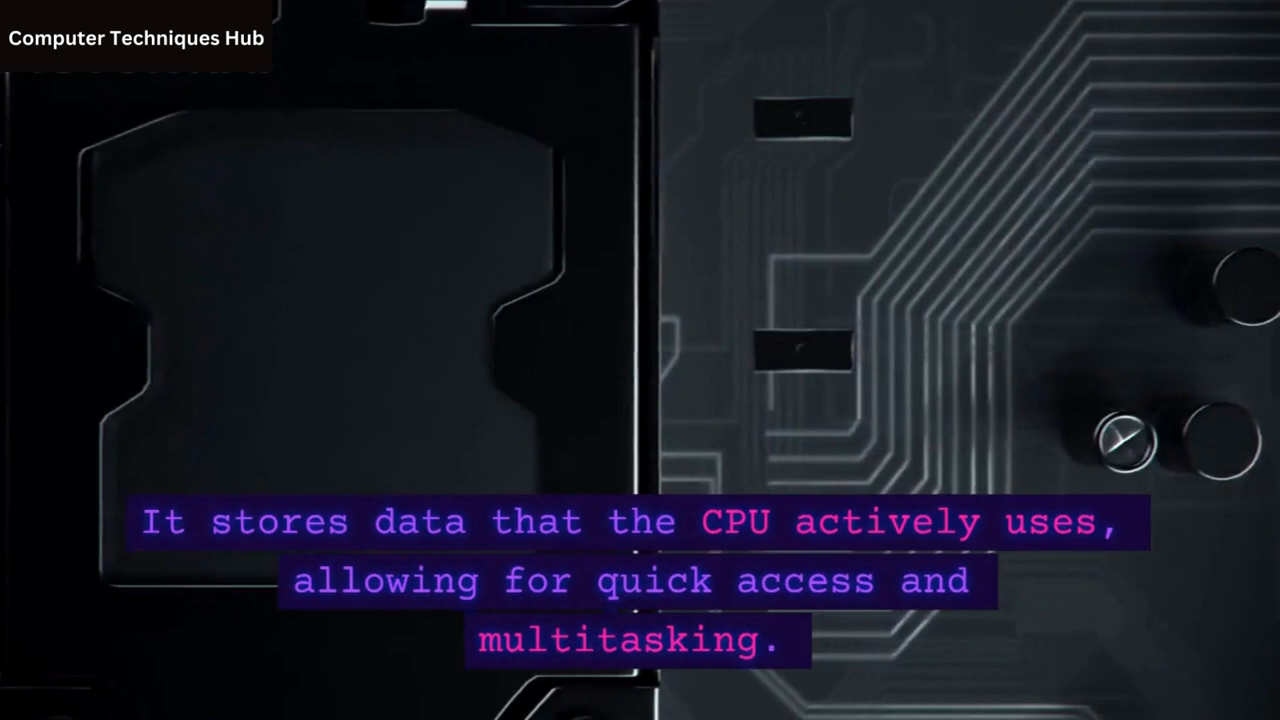 Computer Techniques Hub
It stores data that the CPU actively uses,
allowing for quick access and
multitasking.